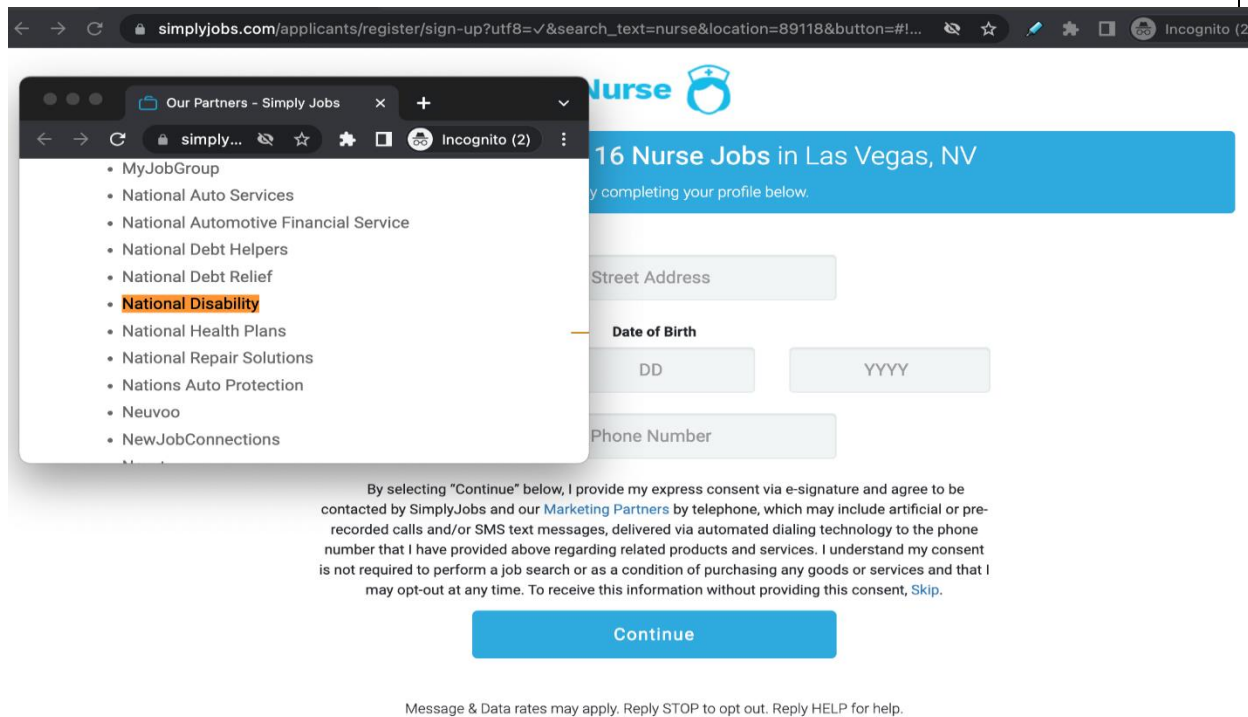 simplyjobs.com/applicants/register/sign-up?utf8=✓&search_text=nurse&location=89118&button=#!...
Incognito (2
Nurse
Our Partners - Simply Jobs
simply...
Incognito (2)
16 Nurse Jobs in Las Vegas, NV
y completing your profile below.
• MyJobGroup
• National Auto Services
• National Automotive Financial Service
• National Debt Helpers
• National Debt Relief
• National Disability
• National Health Plans
• National Repair Solutions
• Nations Auto Protection
• Neuvoo
• NewJobConnections
Street Address
Date of Birth
DD
YYYY
Phone Number
By selecting "Continue" below, I provide my express consent via e-signature and agree to be
contacted by SimplyJobs and our Marketing Partners by telephone, which may include artificial or pre-
recorded calls and/or SMS text messages, delivered via automated dialing technology to the phone
number that I have provided above regarding related products and services. I understand my consent
is not required to perform a job search or as a condition of purchasing any goods or services and that I
may opt-out at any time. To receive this information without providing this consent, Skip.
Continue
Message & Data rates may apply. Reply STOP to opt out. Reply HELP for help.